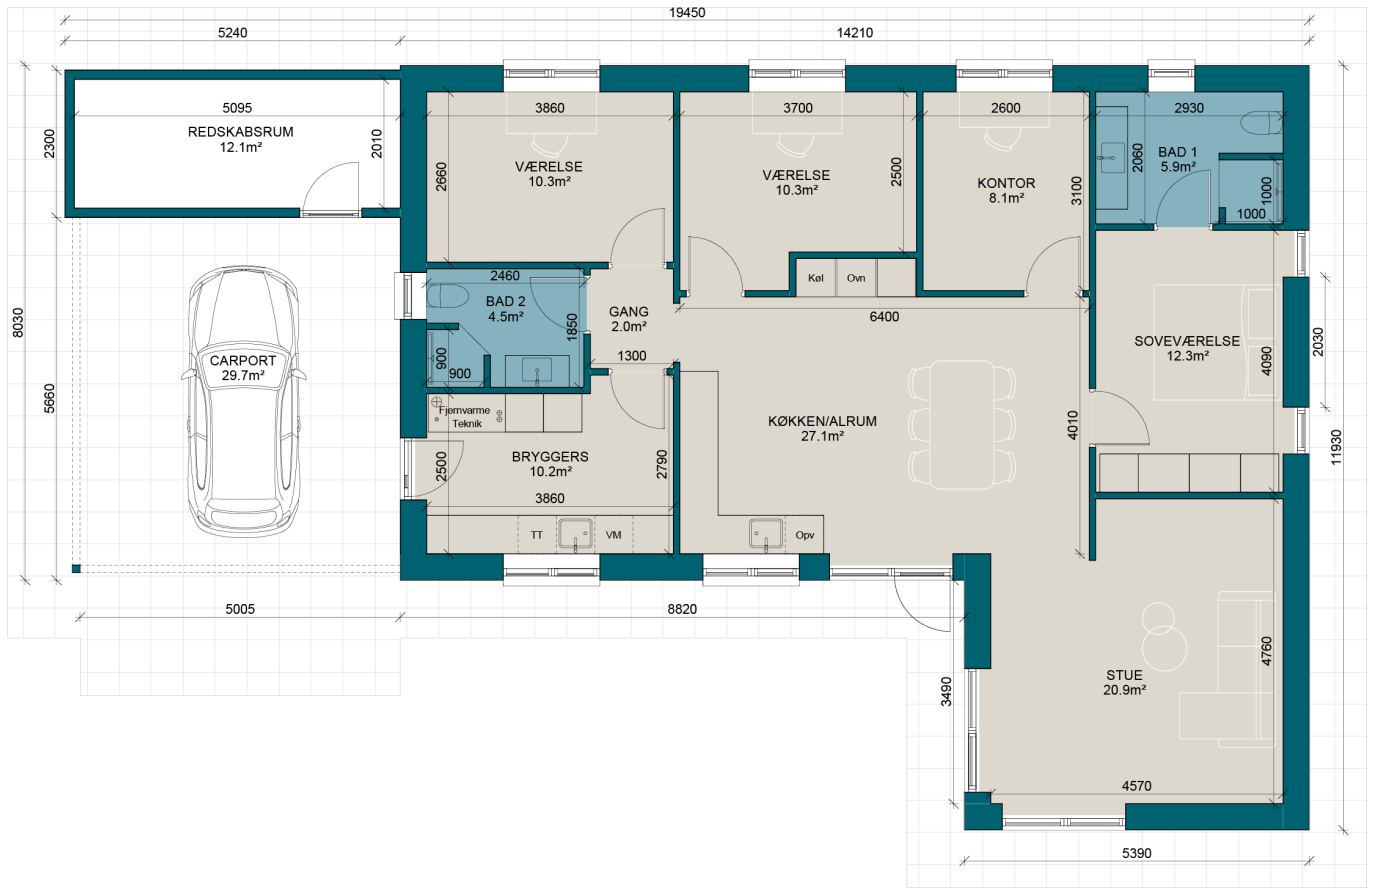 19450
5240
14210
5095
REDSKABSRUM
12.1m²
2010
2300
3860
VÆRELSE
10.3m²
2660
3700
VÆRELSE
10.3m²
2500
2600
KONTOR
8.1m²
3100
2930
2060
BAD 1
5.9m²
1000
1000
8030
2460
BAD 2
4.5m²
1850
900
900
GANG
2.0m²
1300
Køl
Ovn
6400
SOVEVÆRELSE
12.3m²
4090
2030
CARPORT
29.7m²
5660
Fjernvarme
Teknik
BRYGGERS
10.2m²
2500
2790
3860
TT
VM
KØKKEN/ALRUM
27.1m²
4010
Opv
11930
5005
8820
3490
STUE
20.9m²
4760
4570
5390